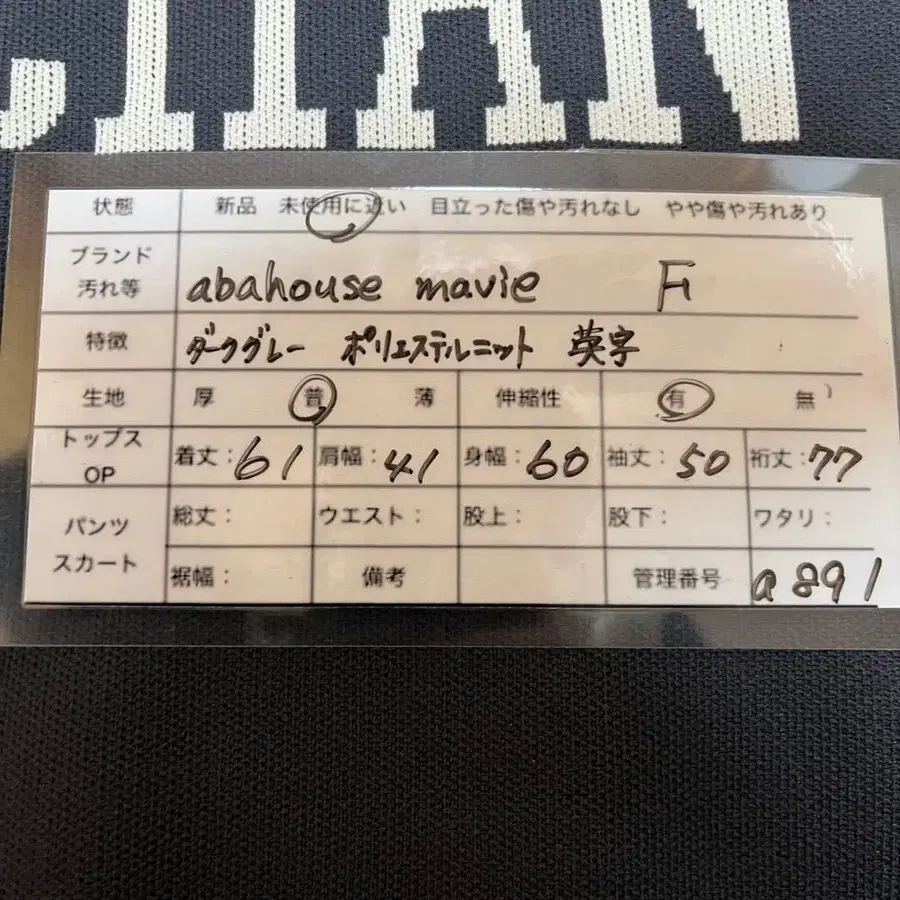 状態 新品 未使用に近い 目立った傷や汚れなし やや傷や汚れあり
ブランド
汚れ等 abahouse mavie F
特徴 ダークグレー ポリエステルニット 英字
生地 厚 普 薄 伸縮性 有 無
トップス
OP 着丈:61 肩幅:41 身幅:60 袖丈:50 裄丈:77
パンツ
スカート
総丈: ウエスト: 股上: 股下: ワタリ:
裾幅: 備考 管理番号 a891